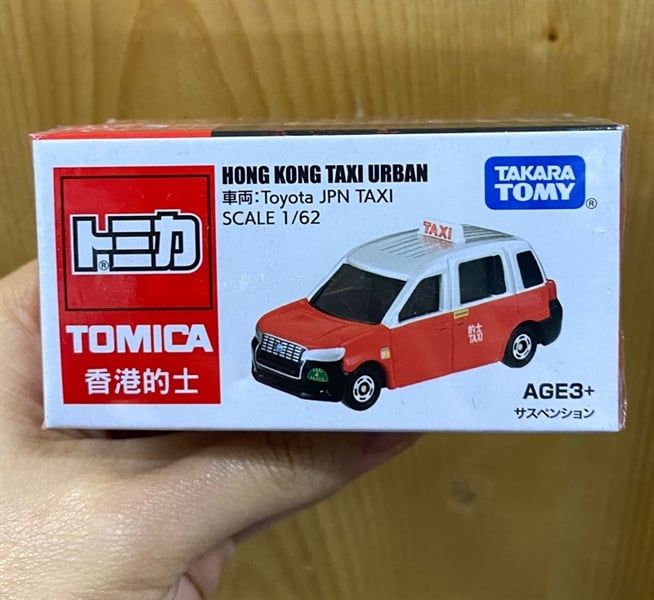 HONG KONG TAXI URBAN
車両:Toyota JPN TAXI
SCALE 1/62
トミカ
®
TOMICA
香港的士
TAKARA
TOMY
®
TAXI
的士
TAXI
AGE3+
サスペンション